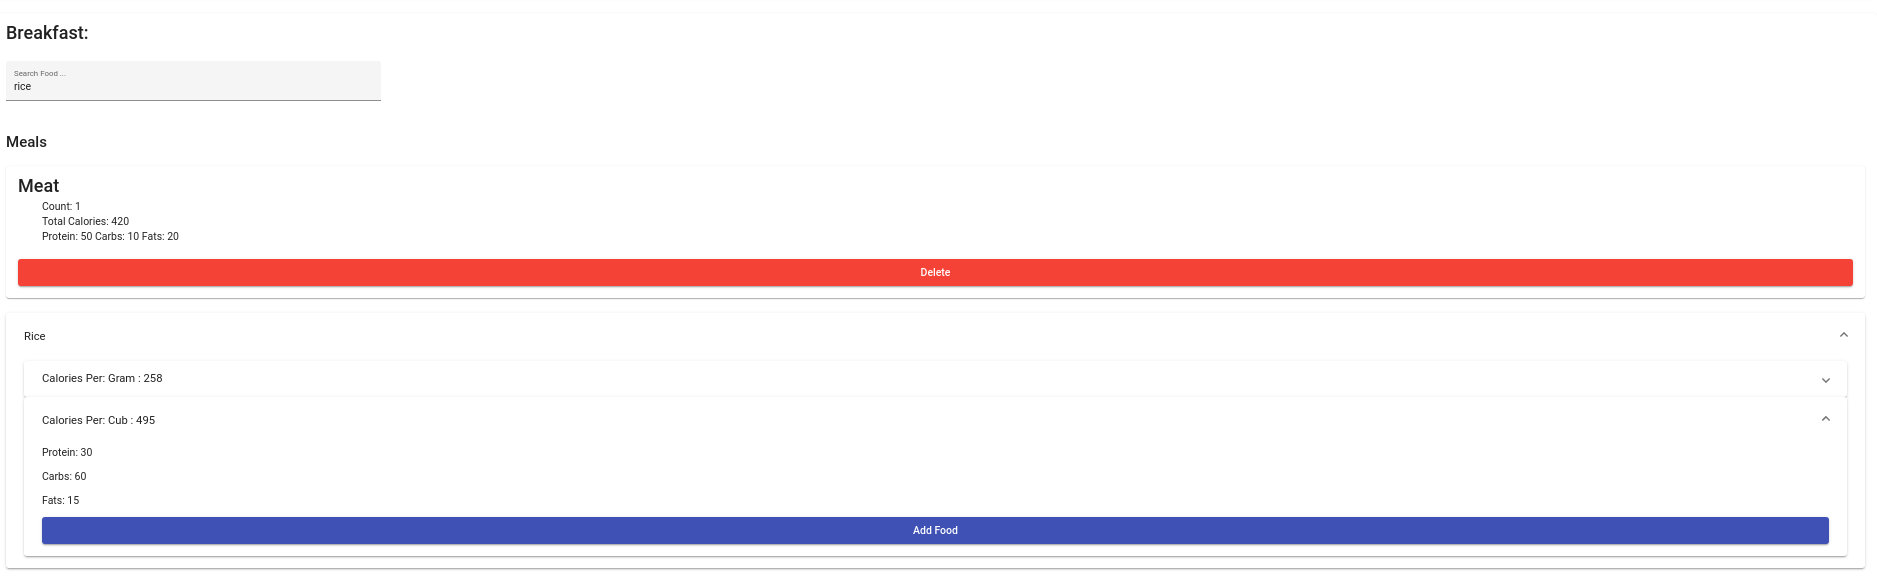 Breakfast:
Search Food ...
rice
Meals
Meat
Count: 1
Total Calories: 420
Protein: 50 Carbs: 10 Fats: 20
Delete
Rice
Calories Per: Gram : 258
Calories Per: Cub : 495
Protein: 30
Carbs: 60
Fats: 15
Add Food